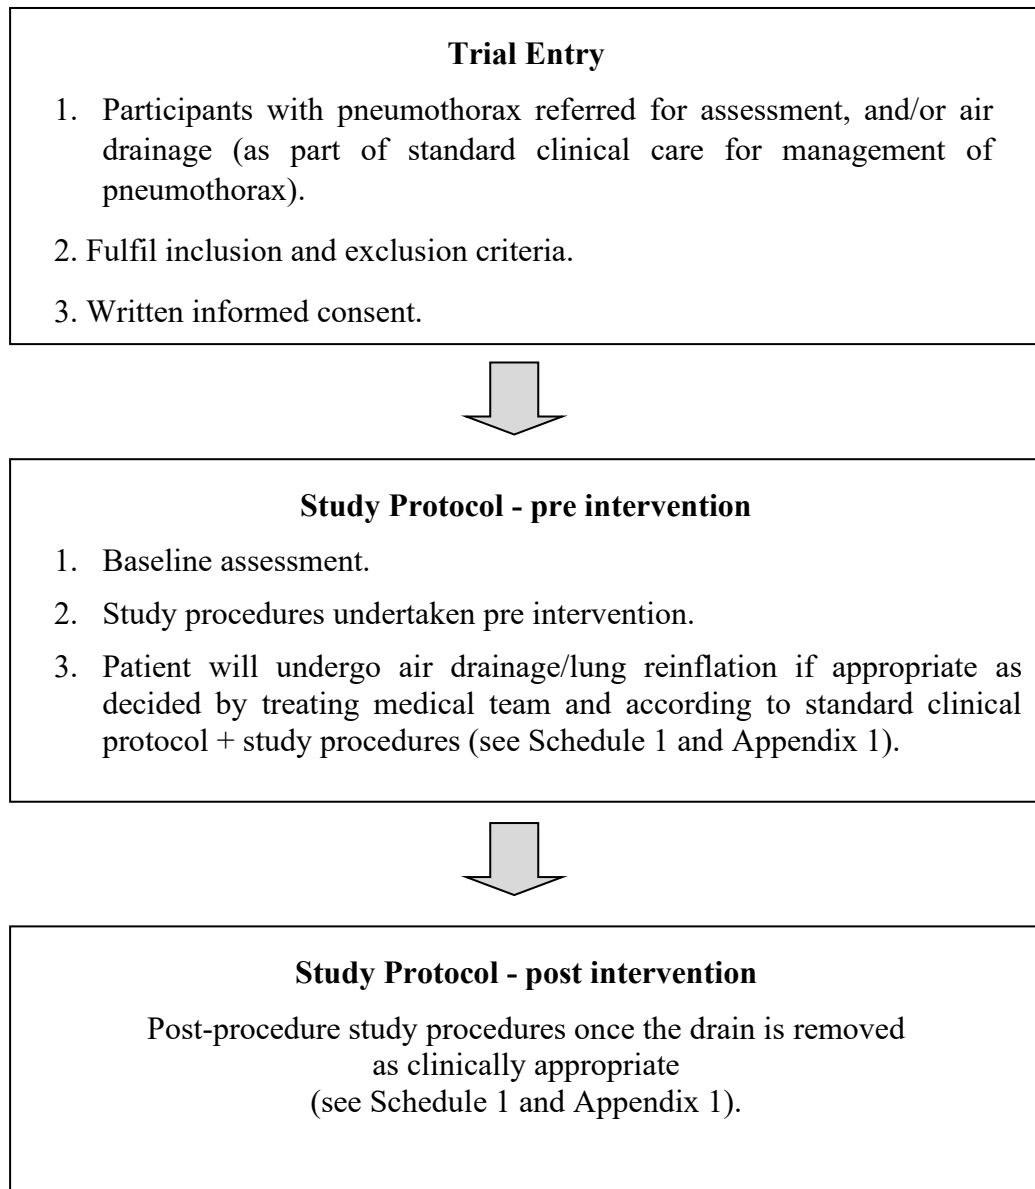 Trial Entry
1. Participants with pneumothorax referred for assessment, and/or air
drainage (as part of standard clinical care for management of
pneumothorax).
2. Fulfil inclusion and exclusion criteria.
3. Written informed consent.
Study Protocol - pre intervention
1. Baseline assessment.
2. Study procedures undertaken pre intervention.
3. Patient will undergo air drainage/lung reinflation if appropriate as
decided by treating medical team and according to standard clinical
protocol + study procedures (see Schedule 1 and Appendix 1).
Study Protocol - post intervention
Post-procedure study procedures once the drain is removed
as clinically appropriate
(see Schedule 1 and Appendix 1).